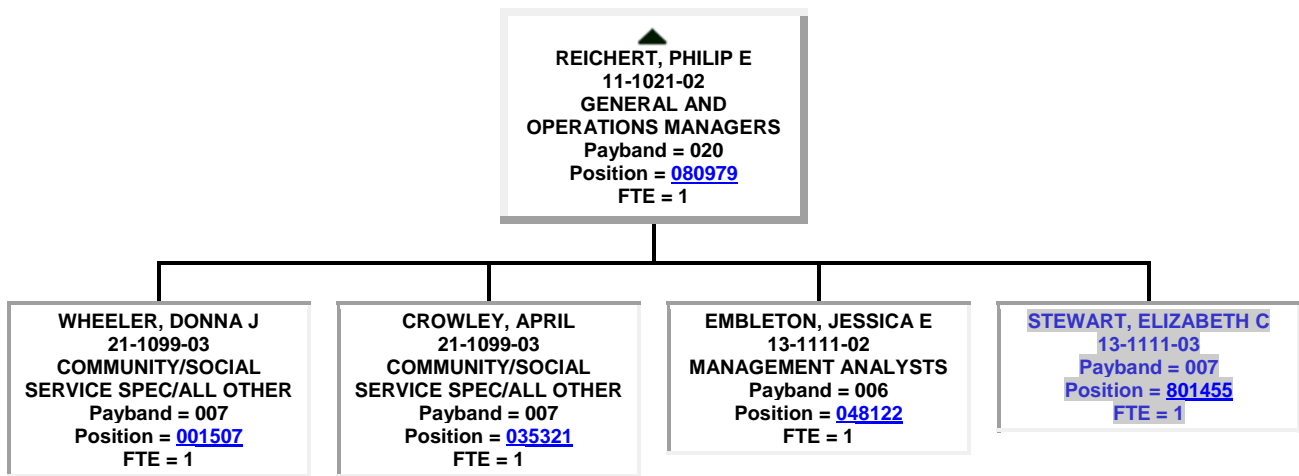 REICHERT, PHILIP E
11-1021-02
GENERAL AND
OPERATIONS MANAGERS
Payband = 020
Position = 080979
FTE = 1
WHEELER, DONNA J
21-1099-03
COMMUNITY/SOCIAL
SERVICE SPEC/ALL OTHER
Payband = 007
Position = 001507
FTE = 1
CROWLEY, APRIL
21-1099-03
COMMUNITY/SOCIAL
SERVICE SPEC/ALL OTHER
Payband = 007
Position = 035321
FTE = 1
EMBLETON, JESSICA E
13-1111-02
MANAGEMENT ANALYSTS
Payband = 006
Position = 048122
FTE = 1
STEWART, ELIZABETH C
13-1111-03
Payband = 007
Position = 801455
FTE = 1